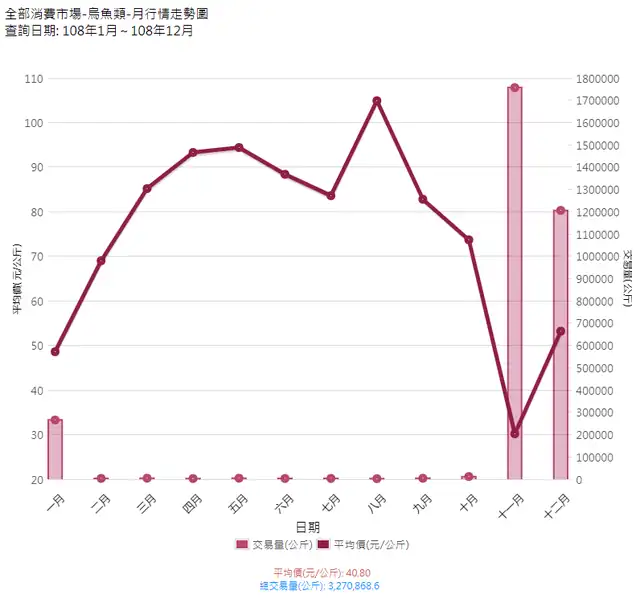 全部消費市場-烏魚類-月行情走勢圖
查詢日期: 108年1月~108年12月
110
100
90
80
70
60
50
40
30
20
平均價( 元/公斤)
1800000
1700000
1600000
1500000
1400000
1300000
1200000
1100000
1000000
900000
800000
700000
600000
500000
400000
300000
200000
100000
0
交易量(公斤)
一月
二月
三月
四月
五月
六月
七月
八月
九月
十月
十一月
十二月
日期
交易量(公斤) 平均價(元/公斤)
平均價(元/公斤): 40.80
總交易量(公斤): 3,270,868.6